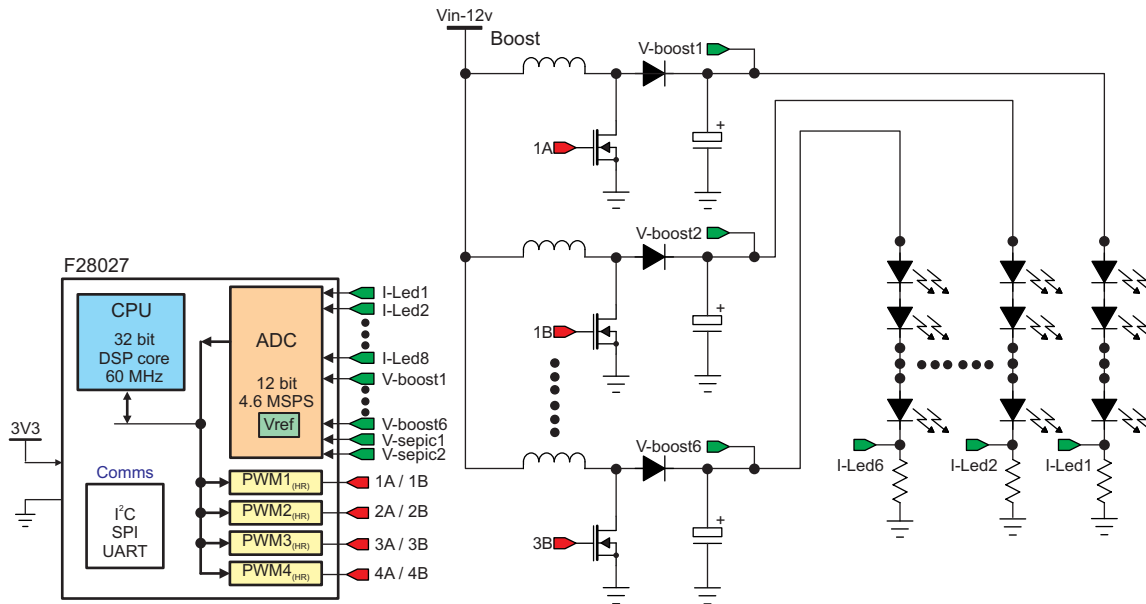 Vin-12v
Boost
V-boost1
+
1A
V-boost2
+
1B
V-boost6
+
3B
I-Led6
I-Led2
I-Led1
F28027
CPU
32 bit
DSP core
60 MHz
ADC
12 bit
4.6 MSPS
Vref
I-Led1
I-Led2
I-Led8
V-boost1
V-boost6
V-sepic1
V-sepic2
3V3
Comms
I²C
SPI
UART
PWM1(HR)
1A / 1B
PWM2(HR)
2A / 2B
PWM3(HR)
3A / 3B
PWM4(HR)
4A / 4B